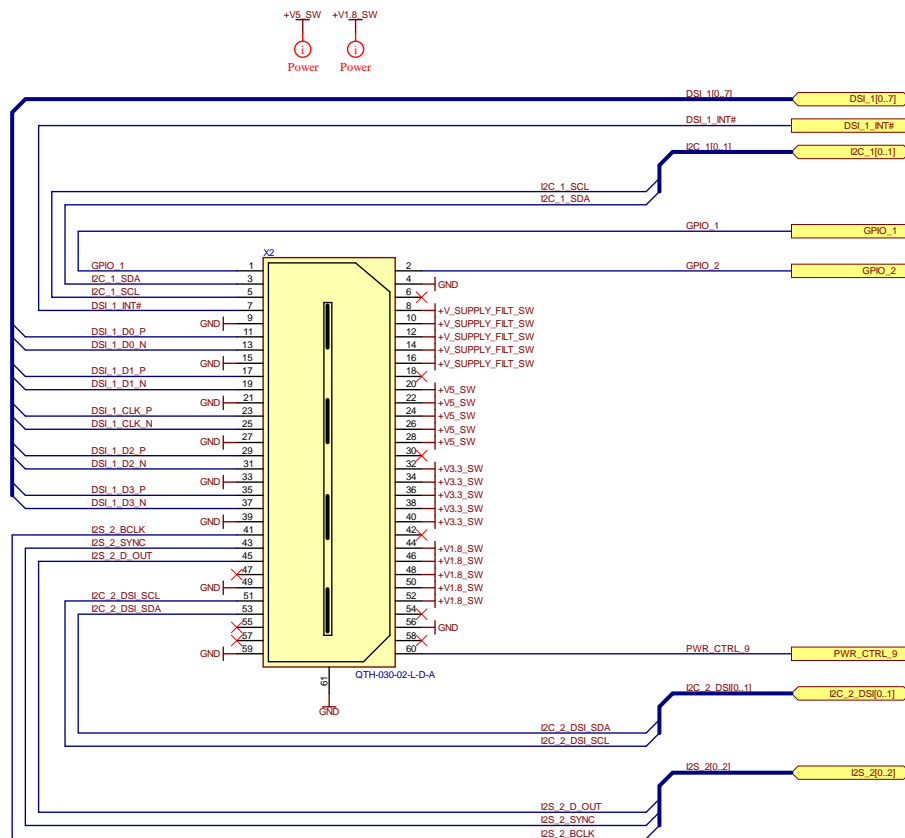 +V5_SW +V1.8_SW
i i
Power Power
DSI_1[0..7] DSI_1[0..7]
DSI_1_INT# DSI_1_INT#
I2C_1[0..1] I2C_1[0..1]
I2C_1_SCL
I2C_1_SDA
GPIO_1 GPIO_1
X2
GPIO_1 1 2 GPIO_2 GPIO_2
I2C_1_SDA 3 4 GND
I2C_1_SCL 5 6
DSI_1_INT# 7 8 +V_SUPPLY_FILT_SW
GND 9 10 +V_SUPPLY_FILT_SW
DSI_1_D0_P 11 12 +V_SUPPLY_FILT_SW
DSI_1_D0_N 13 14 +V_SUPPLY_FILT_SW
GND 15 16 +V_SUPPLY_FILT_SW
DSI_1_D1_P 17 18
DSI_1_D1_N 19 20 +V5_SW
GND 21 22 +V5_SW
DSI_1_CLK_P 23 24 +V5_SW
DSI_1_CLK_N 25 26 +V5_SW
GND 27 28 +V5_SW
DSI_1_D2_P 29 30
DSI_1_D2_N 31 32 +V3.3_SW
GND 33 34 +V3.3_SW
DSI_1_D3_P 35 36 +V3.3_SW
DSI_1_D3_N 37 38 +V3.3_SW
GND 39 40 +V3.3_SW
I2S_2_BCLK 41 42
I2S_2_SYNC 43 44 +V1.8_SW
I2S_2_D_OUT 45 46 +V1.8_SW
47 48 +V1.8_SW
GND 49 50 +V1.8_SW
I2C_2_DSI_SCL 51 52 +V1.8_SW
I2C_2_DSI_SDA 53 54
55 56 GND
57 58
GND 59 60 PWR_CTRL_9 PWR_CTRL_9
61 QTH-030-02-L-D-A
GND
I2C_2_DSI[0..1] I2C_2_DSI[0..1]
I2C_2_DSI_SDA
I2C_2_DSI_SCL
I2S_2[0..2] I2S_2[0..2]
I2S_2_D_OUT
I2S_2_SYNC
I2S_2_BCLK